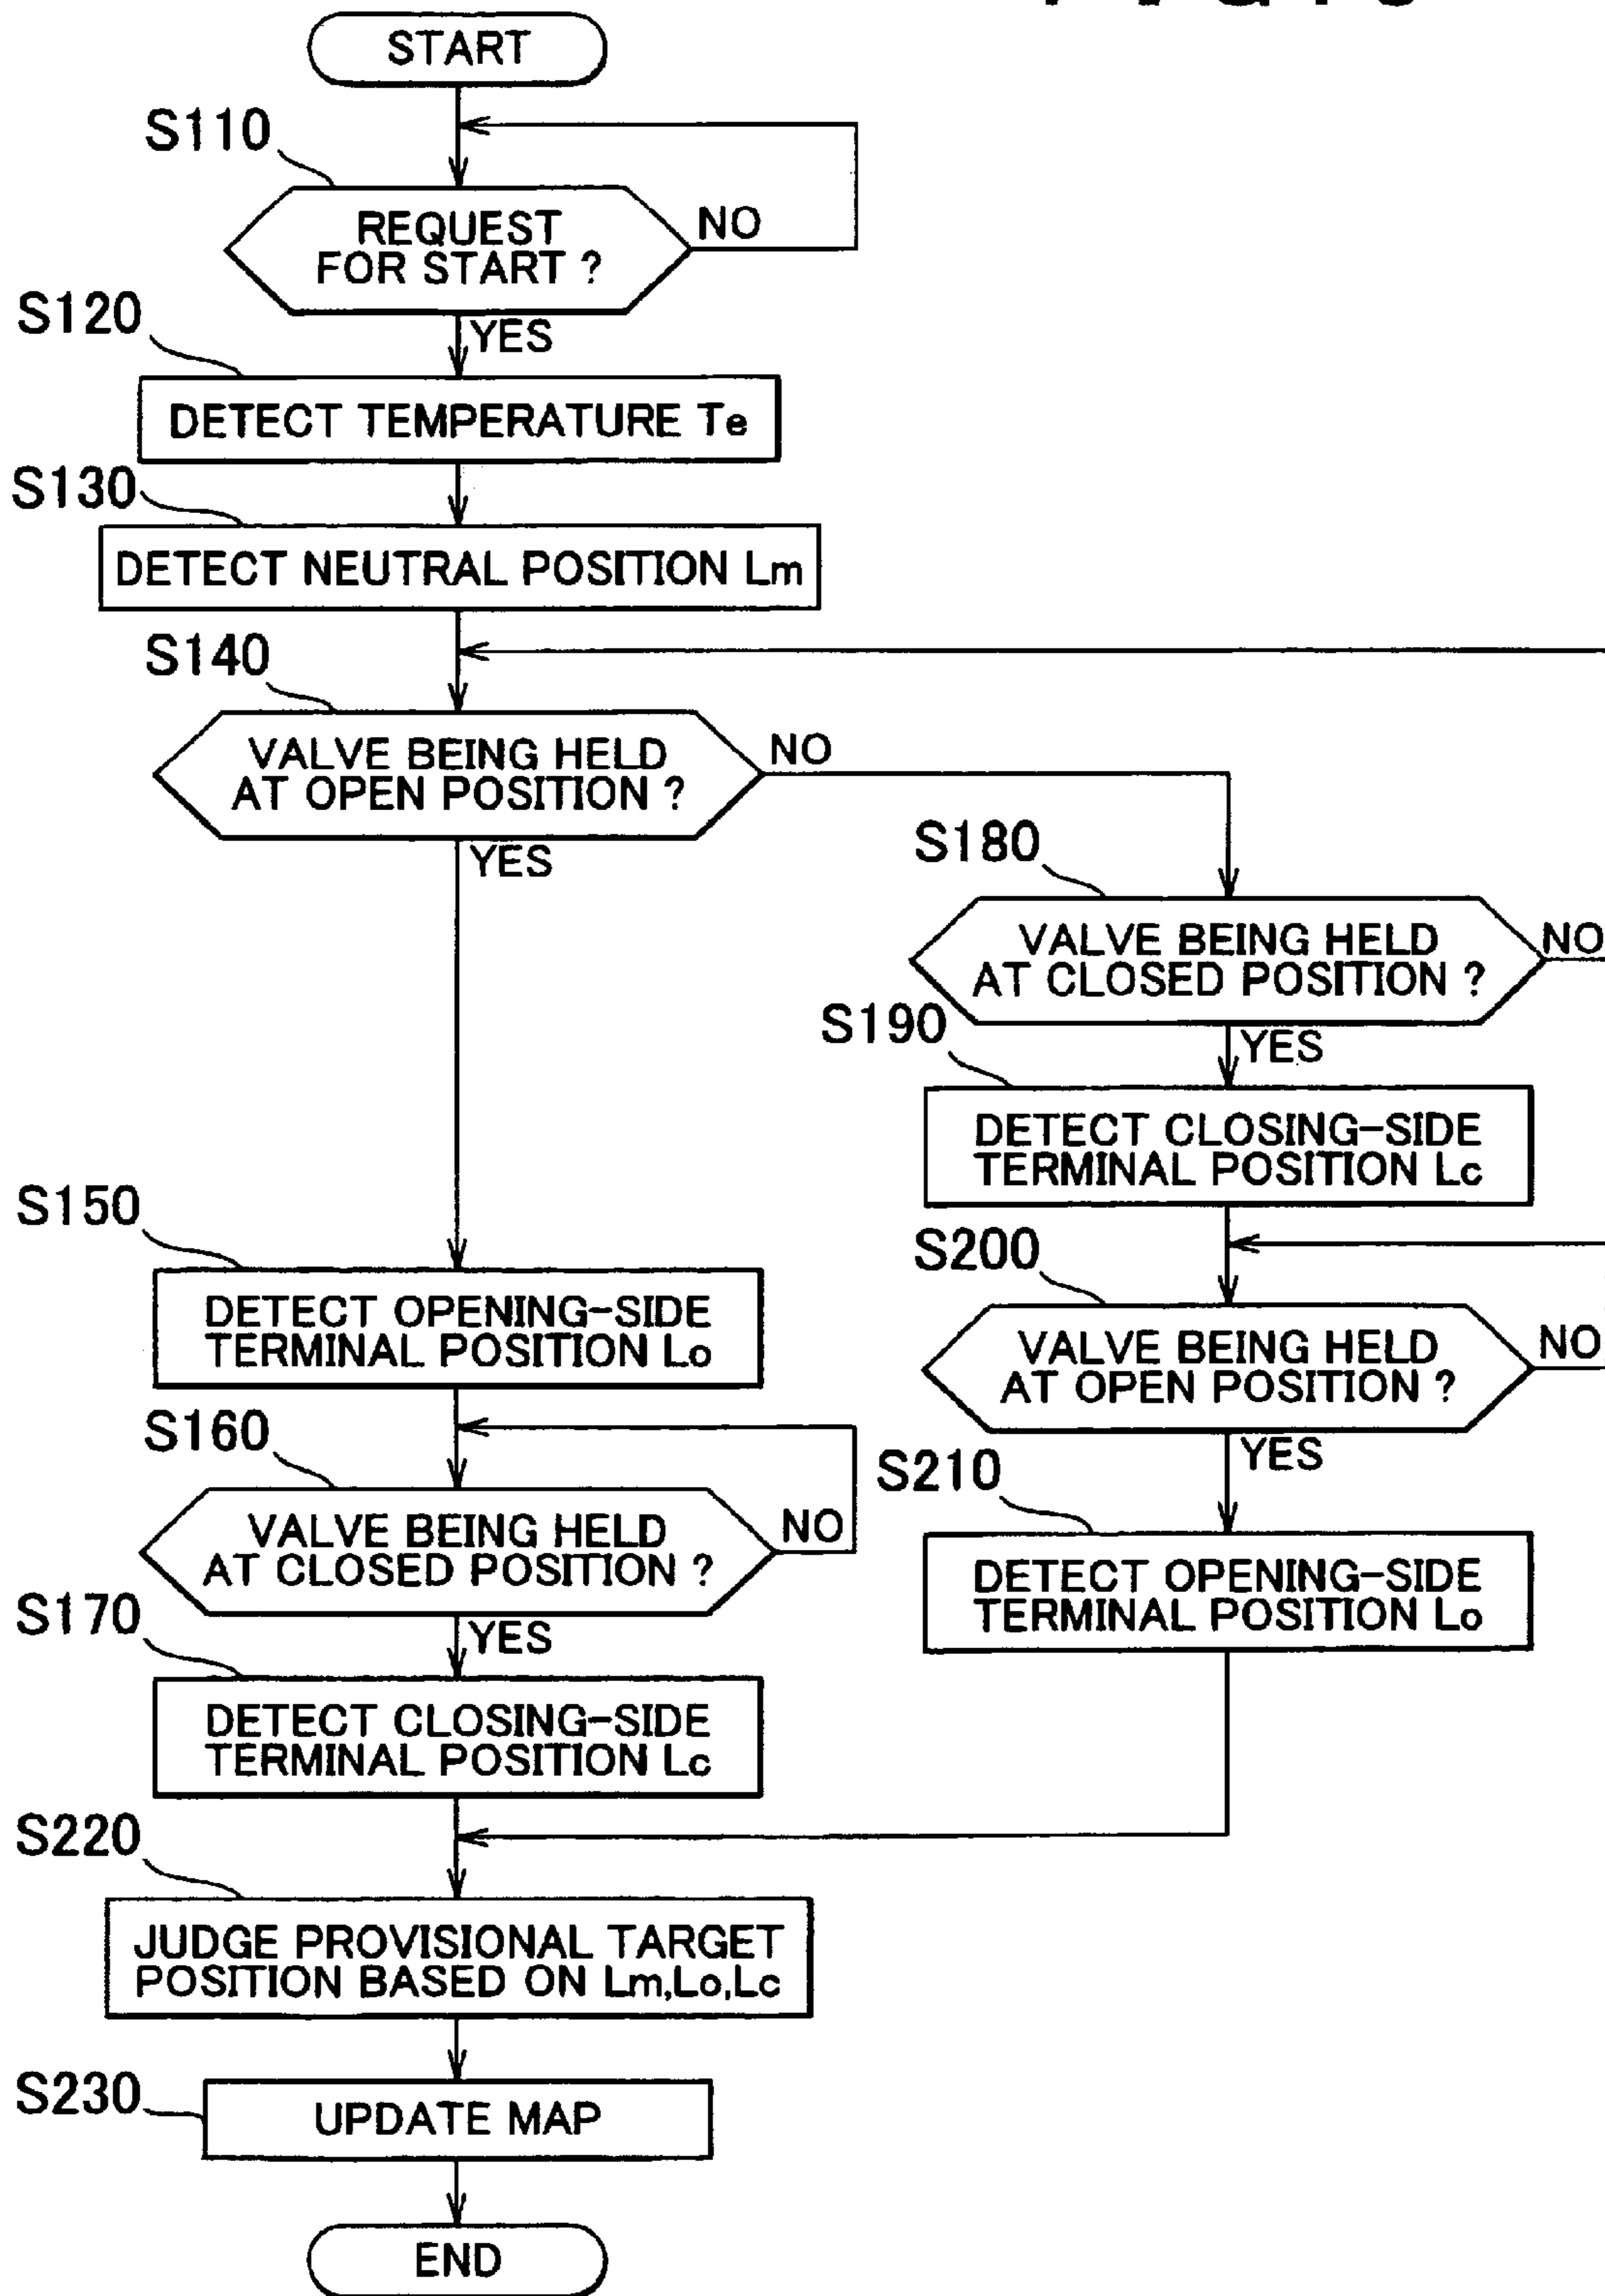 START
S110
REQUEST
FOR START ?
NO
YES
S120
DETECT TEMPERATURE Te
S130
DETECT NEUTRAL POSITION Lm
S140
VALVE BEING HELD
AT OPEN POSITION ?
NO
YES
S180
VALVE BEING HELD
AT CLOSED POSITION ?
NO
YES
S190
DETECT CLOSING-SIDE
TERMINAL POSITION Lc
S200
VALVE BEING HELD
AT OPEN POSITION ?
NO
YES
S210
DETECT OPENING-SIDE
TERMINAL POSITION Lo
S150
DETECT OPENING-SIDE
TERMINAL POSITION Lo
S160
VALVE BEING HELD
AT CLOSED POSITION ?
NO
YES
S170
DETECT CLOSING-SIDE
TERMINAL POSITION Lc
S220
JUDGE PROVISIONAL TARGET
POSITION BASED ON Lm,Lo,Lc
S230
UPDATE MAP
END